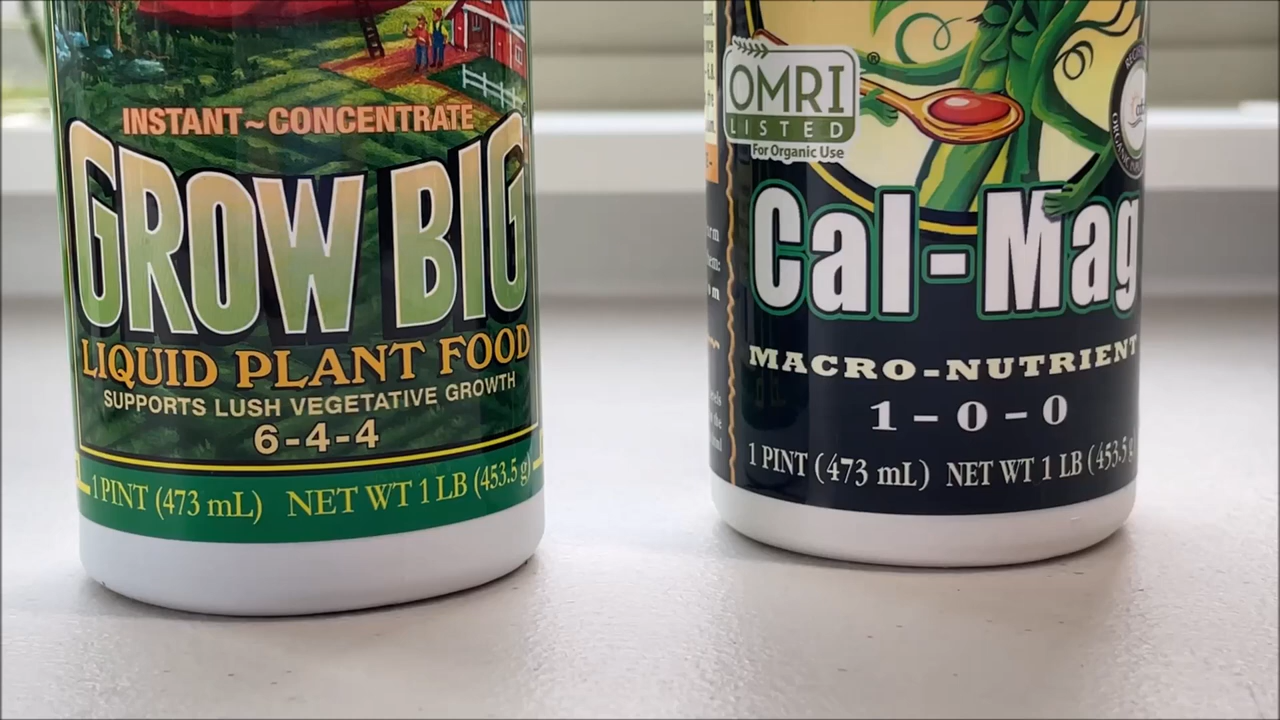 INSTANT~CONCENTRATE
GROW BIG
LIQUID PLANT FOOD
SUPPORTS LUSH VEGETATIVE GROWTH
6-4-4
1 PINT (473 mL) NET WT 1 LB (453.5 g)
OMRI
LISTED
For Organic Use
®
Cal-Mag
MACRO-NUTRIENT
1-0-0
1 PINT (473 mL) NET WT 1 LB (453.5 g